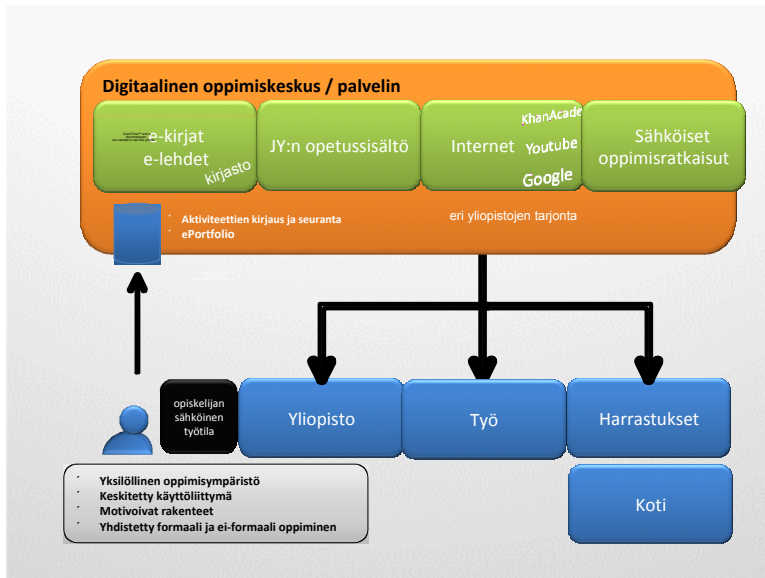 Digitaalinen oppimiskeskus / palvelin
e-kirjat
e-lehdet
kirjasto
JY:n opetussisältö
Internet
KhanAcade
Youtube
Google
Sähköiset
oppimisratkaisut
Aktiviteettien kirjaus ja seuranta
ePortfolio
eri yliopistojen tarjonta
opiskelijan
sähköinen
työtila
Yliopisto
Työ
Harrastukset
Koti
Yksilöllinen oppimisympäristö
Keskitetty käyttöliittymä
Motivoivat rakenteet
Yhdistetty formaali ja ei-formaali oppiminen